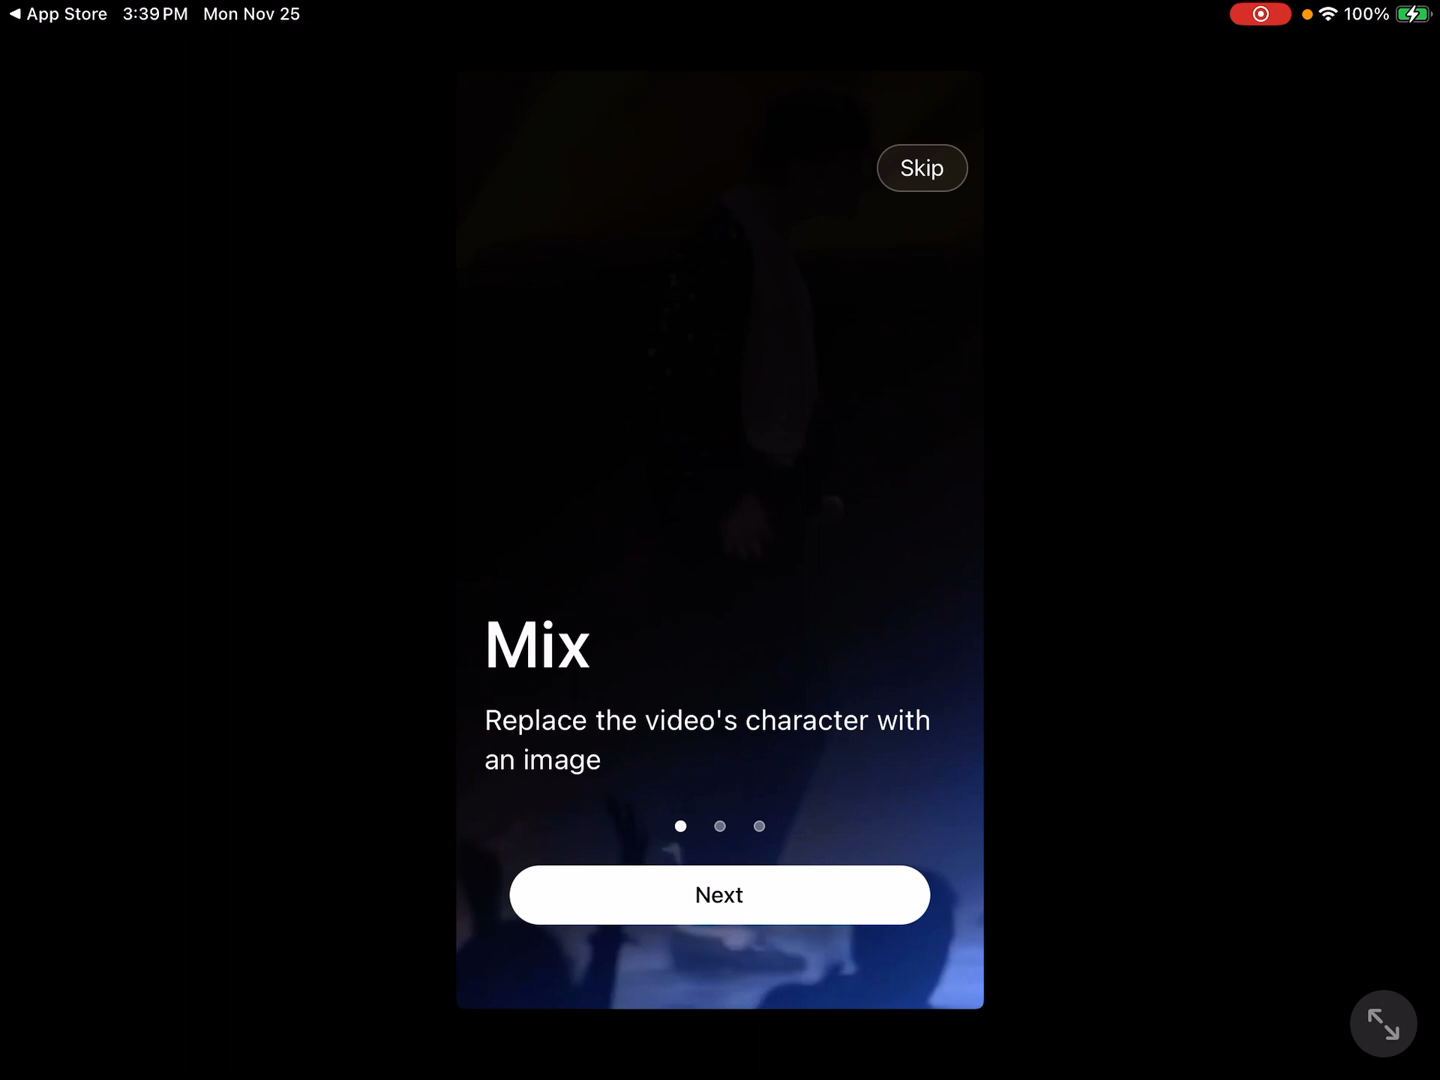 App Store 3:39 PM Mon Nov 25 100%
Skip
Mix
Replace the video's character with
an image
Next